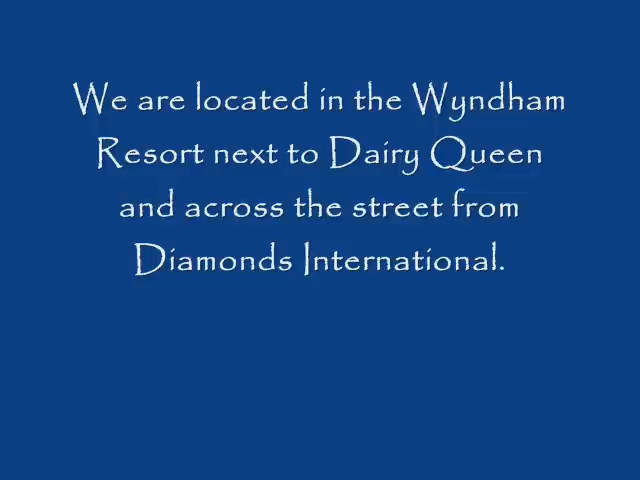 We are located in the Wyndham
Resort next to Dairy Queen
and across the street from
Diamonds International.